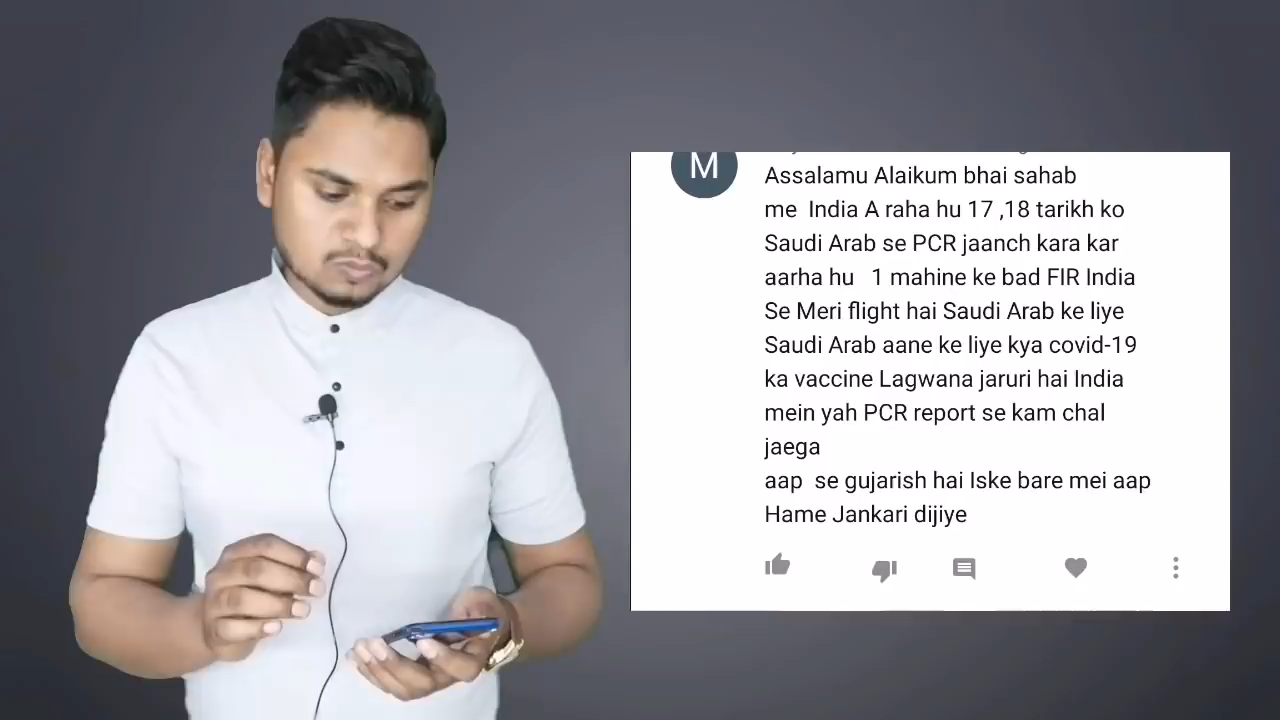 M
Assalamu Alaikum bhai sahab
me India A raha hu 17 ,18 tarikh ko
Saudi Arab se PCR jaanch kara kar
aarha hu 1 mahine ke bad FIR India
Se Meri flight hai Saudi Arab ke liye
Saudi Arab aane ke liye kya covid-19
ka vaccine Lagwana jaruri hai India
mein yah PCR report se kam chal
jaega
aap se gujarish hai Iske bare mei aap
Hame Jankari dijiye